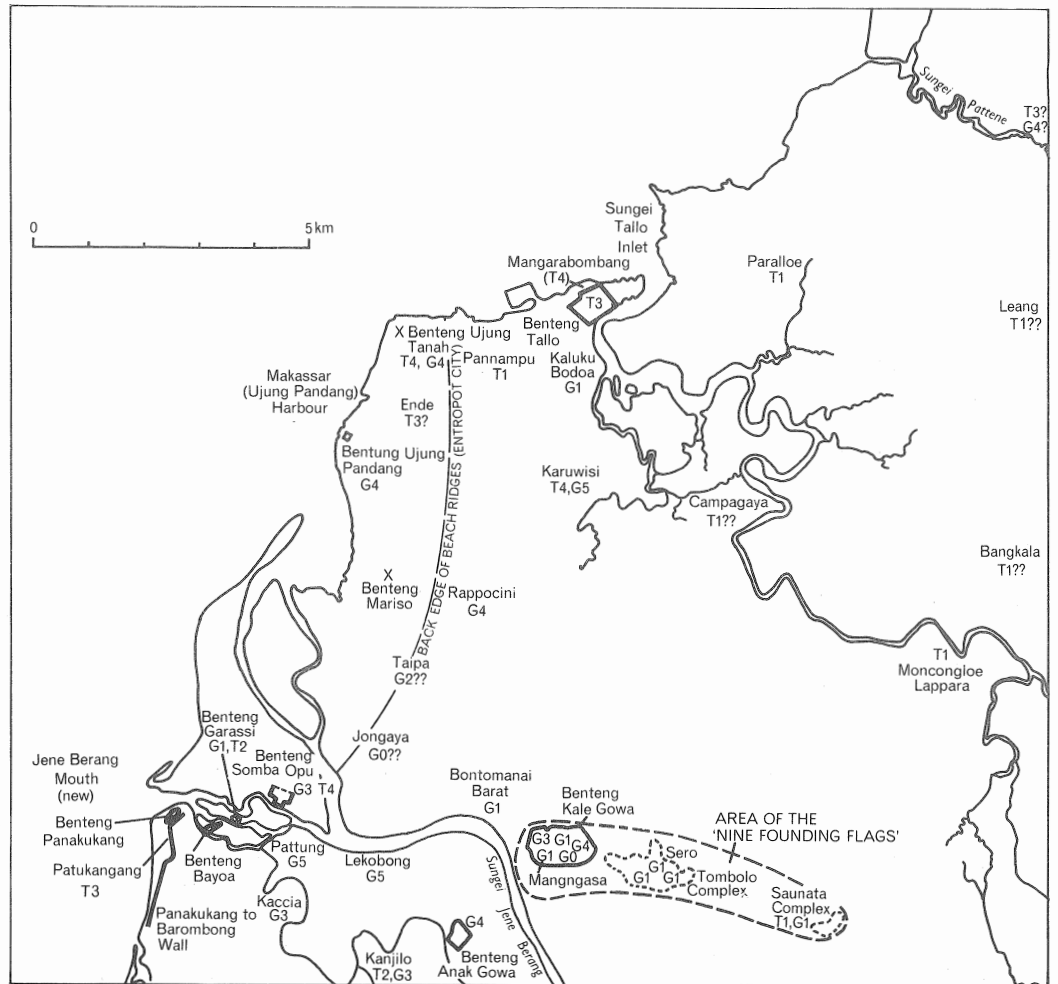 Sungei
Pattene
T3?
G4?
0
5 km
Sungei
Tallo
Inlet
Mangarabombang
(T4)
T3
Paralloe
T1
Leang
T1??
X Benteng Ujung
Tanah
T4, G4
Benteng
Tallo
Pannampu
T1
Kaluku
Bodoa
G1
Makassar
(Ujung Pandang)
Harbour
Ende
T3?
BACK EDGE OF BEACH RIDGES (ENTROPOT CITY)
Bentung Ujung
Pandang
G4
Karuwisi
T4,G5
Campagaya
T1??
Bangkala
T1??
X
Benteng
Mariso
Rappocini
G4
Taipa
G2??
T1
Moncongloe
Lappara
Jongaya
G0??
Benteng
Garassi
G1,T2
Benteng
Somba Opu
G3 T4
Jene Berang
Mouth
(new)
Bontomanai
Barat
G1
Benteng
Kale Gowa
AREA OF THE
'NINE FOUNDING FLAGS'
Benteng
Panakukang
G3 G1 G4
G1 G0
Mangngasa
Sero
G1
G1 G1
Tombolo
Complex
Saunata
Complex
T1,G1
Patukangang
T3
Benteng
Bayoa
Pattung
G5
Lekobong
G5
Kaccia
G3
Panakukang to
Barombong
Wall
Sungei Jene Berang
G4
Benteng
Anak Gowa
Kanjilo
T2,G3